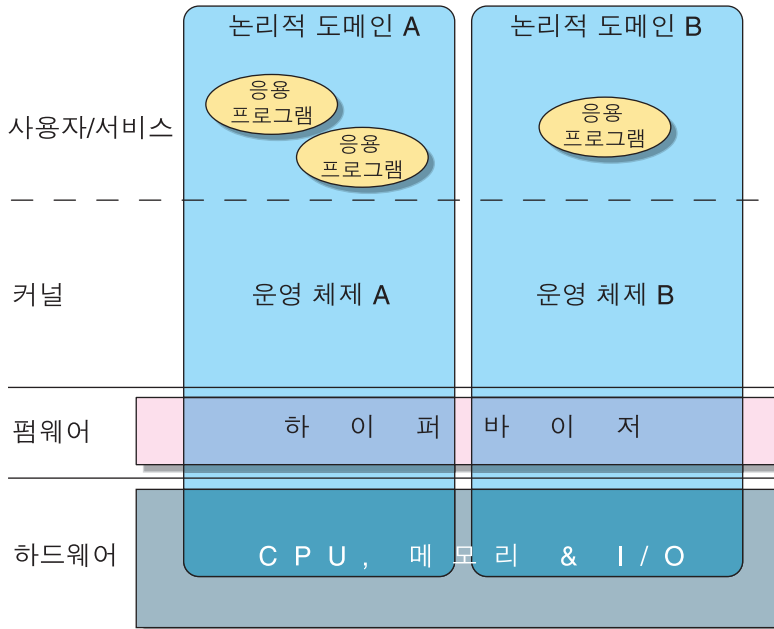 논리적 도메인 A
논리적 도메인 B
사용자/서비스
응용
프로그램
응용
프로그램
응용
프로그램
커널
운영 체제 A
운영 체제 B
펌웨어
하 이 퍼 바 이 저
하드웨어
C P U , 메 모 리 & I / O